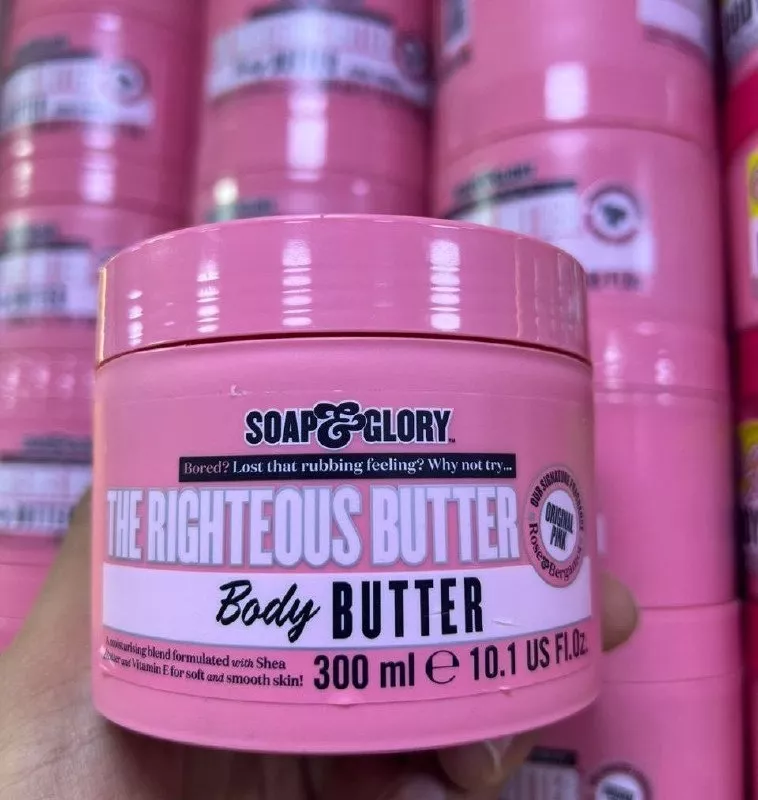 SOAP & GLORY
Bored? Lost that rubbing feeling? Why not try...
THE RIGHTEOUS BUTTER
OUR SIGNATURE FRAGRANCE
ORIGINAL PINK
Rose & Bergamot
Body BUTTER
A moisturising blend formulated with Shea
Butter and Vitamin E for soft and smooth skin!
300 ml ℮ 10.1 US Fl.Oz.